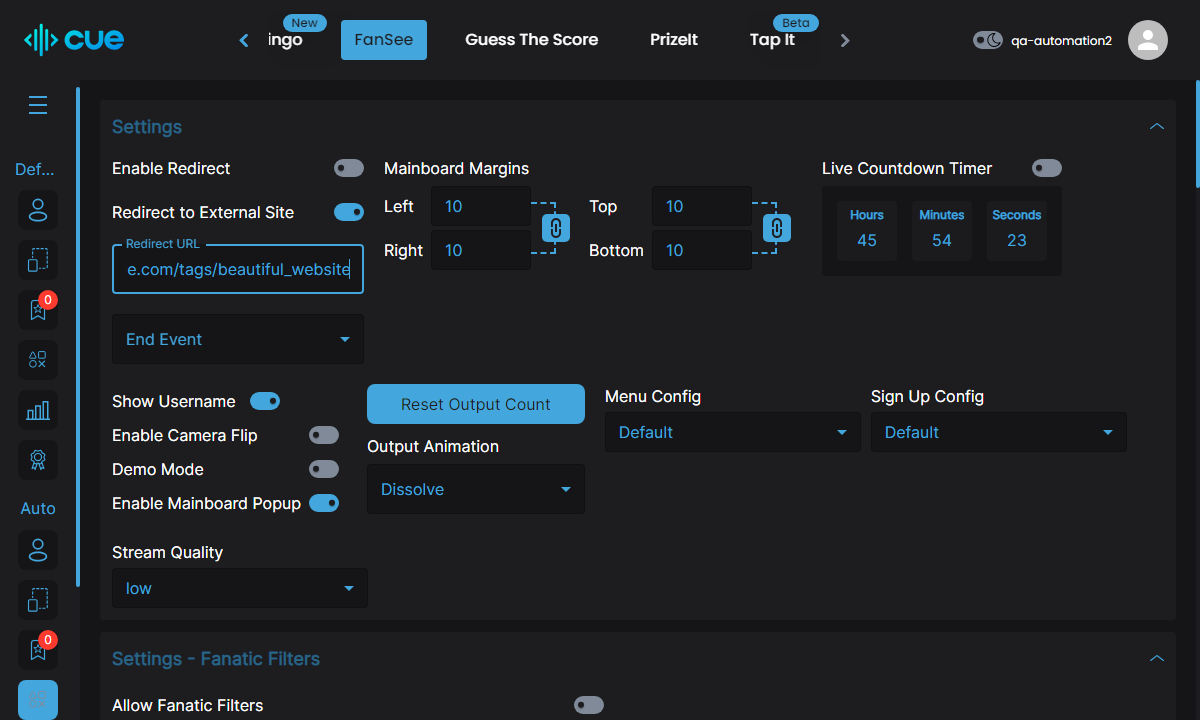 cue
ingo
New
FanSee
Guess The Score
PrizeIt
Tap It
Beta
qa-automation2
Def...
0
Auto
0
Settings
Enable Redirect
Redirect to External Site
Redirect URL
e.com/tags/beautiful_website
End Event
Mainboard Margins
Left
10
Top
10
Right
10
Bottom
10
Live Countdown Timer
Hours
Minutes
Seconds
45
54
23
Show Username
Enable Camera Flip
Demo Mode
Enable Mainboard Popup
Reset Output Count
Output Animation
Dissolve
Menu Config
Default
Sign Up Config
Default
Stream Quality
low
Settings - Fanatic Filters
Allow Fanatic Filters